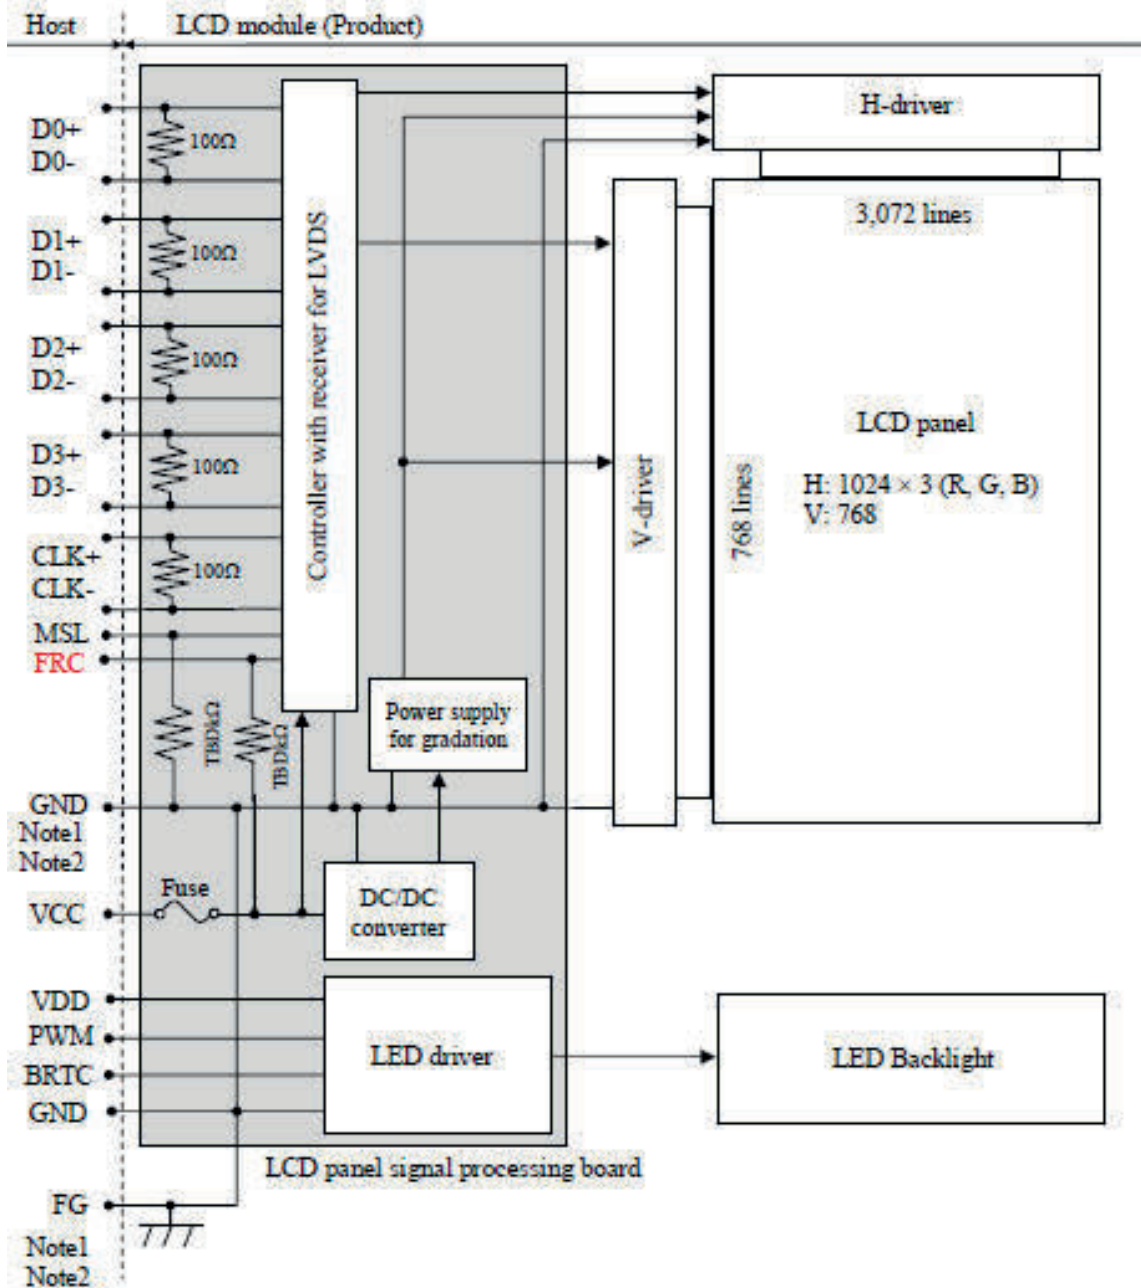 Host
LCD module (Product)
D0+
D0-
100Ω
D1+
D1-
100Ω
D2+
D2-
100Ω
D3+
D3-
100Ω
CLK+
CLK-
100Ω
MSL
FRC
TBDkΩ
TBDkΩ
GND
Note1
Note2
VCC
Fuse
VDD
PWM
BRTC
GND
FG
Note1
Note2
Controller with receiver for LVDS
Power supply
for gradation
DC/DC
converter
LED driver
LCD panel signal processing board
H-driver
V-driver
3,072 lines
768 lines
LCD panel
H: 1024 × 3 (R, G, B)
V: 768
LED Backlight